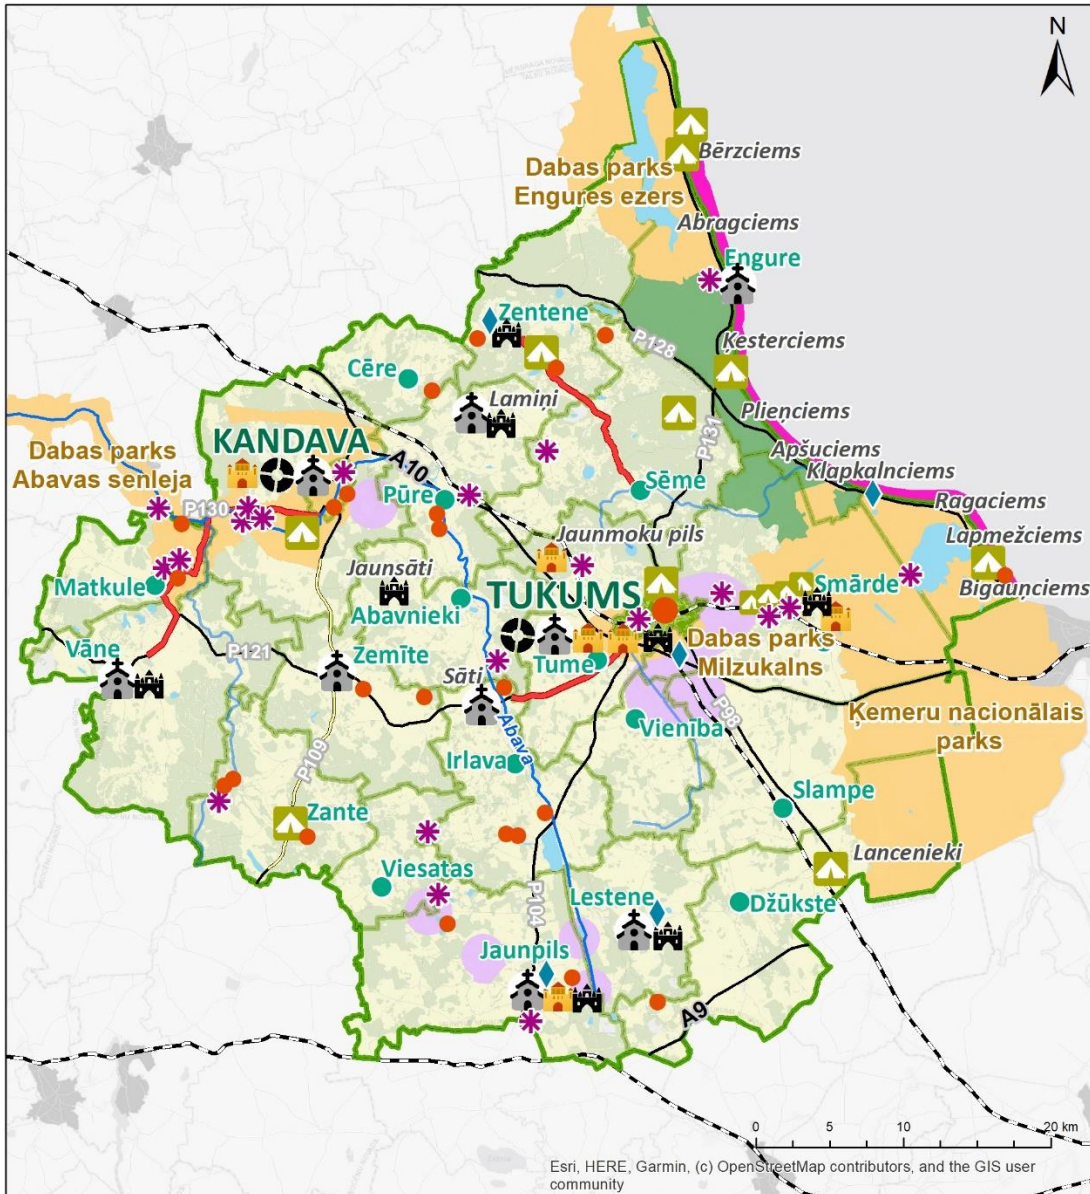 N
Bērzciems
Dabas parks
Engures ezers
Abragciems
Engure
Zentene
P128
Ķesterciems
Cēre
Lamiņi
Plieņciems
P131
Apšuciems
Klapkalnciems
KANDAVA
A10
Dabas parks
Abavas senleja
Pūre
Sēme
Ragaciems
P130
Lapmežciems
Jaunmoku pils
Jaunsāti
Matkule
Abavnieki
TUKUMS
Smārde
Bigauņciems
Vāne
P121
Zemīte
Sāti
Tume
Dabas parks
Milzukalns
Abava
P98
Ķemeru nacionālais
parks
Vienība
P109
Irlava
Slampe
Zante
Lancenieki
Viesatas
P104
Lestene
Džūkste
Jaunpils
A9
0 5 10 20 km
Esri, HERE, Garmin, (c) OpenStreetMap contributors, and the GIS user
community